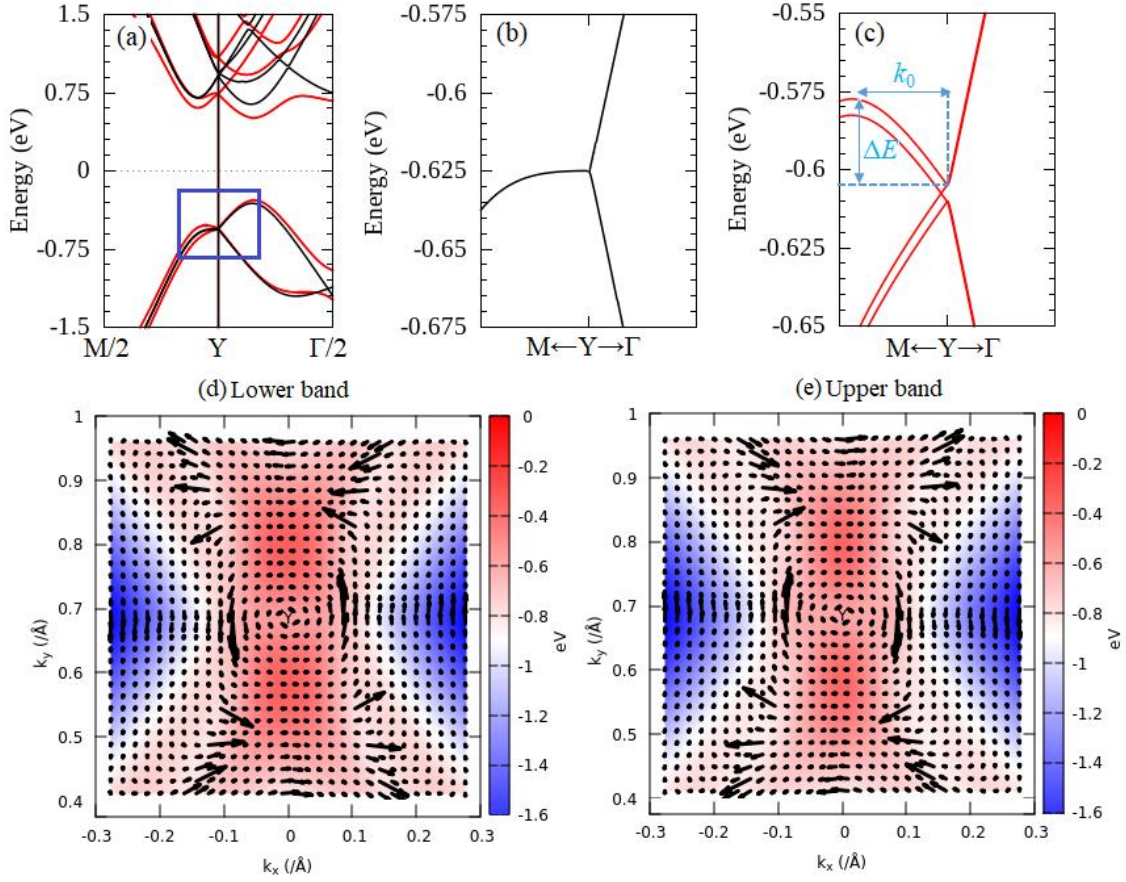 (a)
Energy (eV)
1.5
0.75
0
-0.75
-1.5
M/2 Y Γ/2
(b)
Energy (eV)
-0.575
-0.6
-0.625
-0.65
-0.675
M←Y→Γ
(c)
Energy (eV)
-0.55
-0.575
-0.6
-0.625
-0.65
k0
ΔE
M←Y→Γ
(d) Lower band
k_y (/Å)
1
0.9
0.8
0.7
0.6
0.5
0.4
Y
-0.3 -0.2 -0.1 0 0.1 0.2 0.3
k_x (/Å)
0
-0.2
-0.4
-0.6
-0.8
-1
-1.2
-1.4
-1.6
eV
(e) Upper band
k_y (/Å)
1
0.9
0.8
0.7
0.6
0.5
0.4
Y
-0.3 -0.2 -0.1 0 0.1 0.2 0.3
k_x (/Å)
0
-0.2
-0.4
-0.6
-0.8
-1
-1.2
-1.4
-1.6
eV